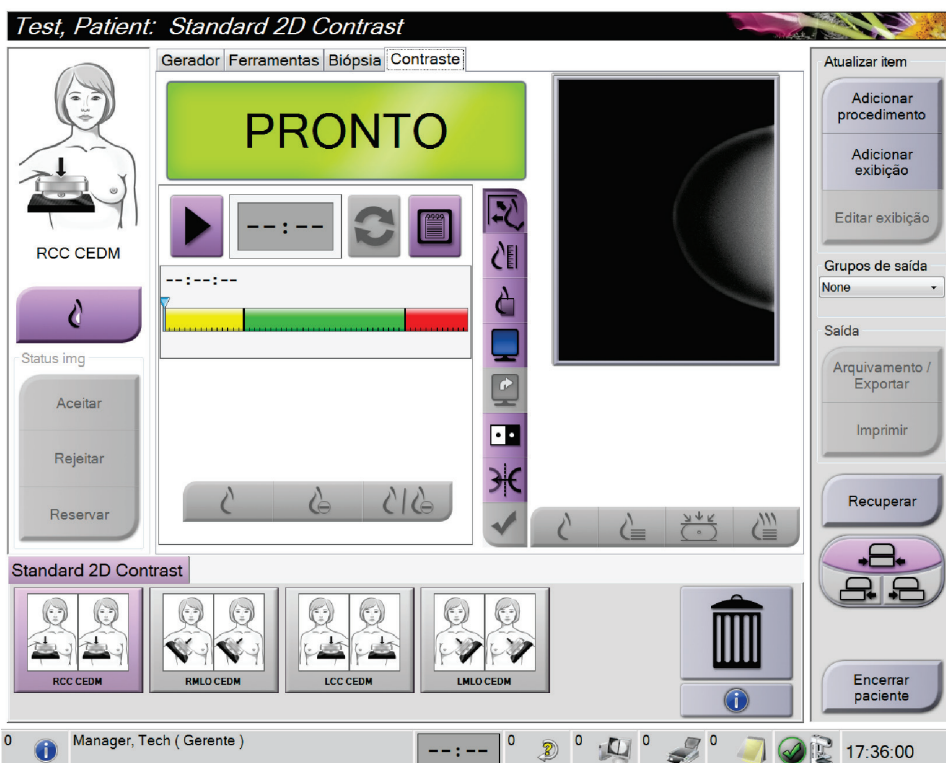 Test, Patient: Standard 2D Contrast
Gerador Ferramentas Biópsia Contraste
PRONTO
--:--
--:--:--
RCC CEDM
Status img
Aceitar
Rejeitar
Reservar
Atualizar item
Adicionar
procedimento
Adicionar
exibição
Editar exibição
Grupos de saída
None
Saída
Arquivamento /
Exportar
Imprimir
Recuperar
Encerrar
paciente
Standard 2D Contrast
RCC CEDM
RMLO CEDM
LCC CEDM
LMLO CEDM
0 Manager, Tech ( Gerente ) --:-- 0 0 0 0 17:36:00